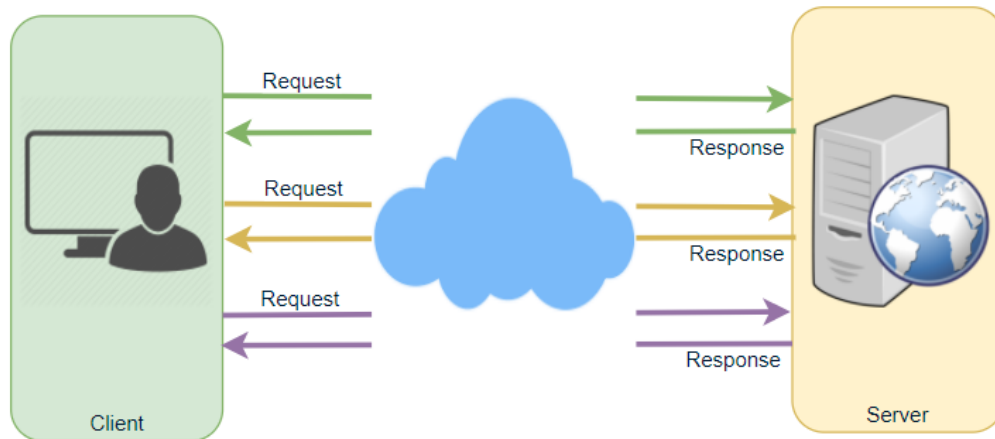 Request
Response
Request
Response
Request
Response
Client
Server